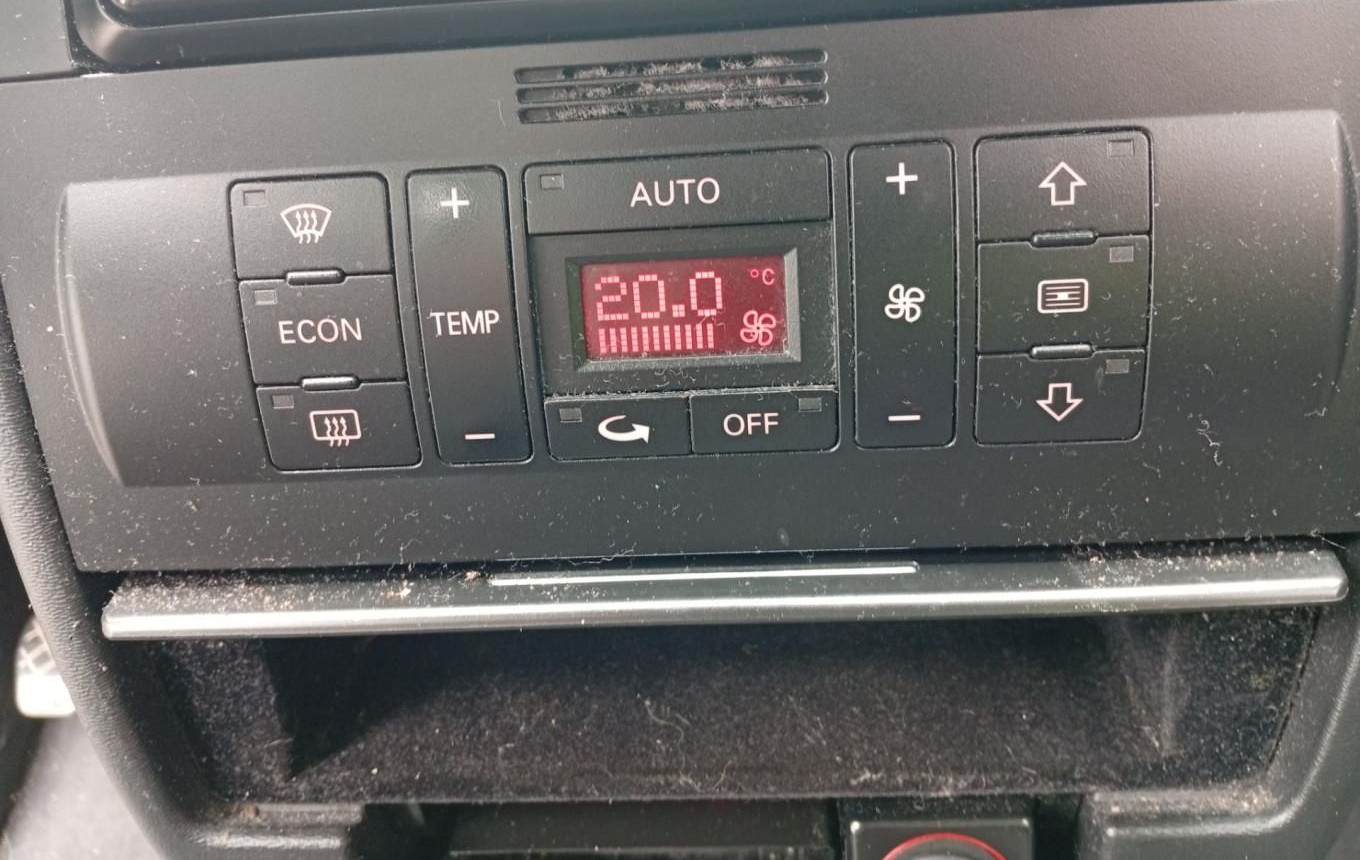 AUTO
+
+
20.0 °C
ECON
TEMP
OFF
−
−